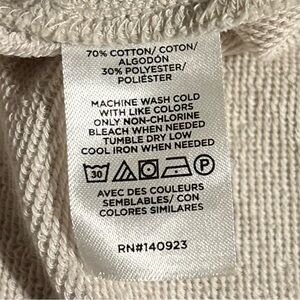 70% COTTON/ COTON/
ALGODÓN
30% POLYESTER/
POLIÉSTER
MACHINE WASH COLD
WITH LIKE COLORS
ONLY NON-CHLORINE
BLEACH WHEN NEEDED
TUMBLE DRY LOW
COOL IRON WHEN NEEDED
30 P
AVEC DES COULEURS
SEMBLABLES/ CON
COLORES SIMILARES
RN#140923